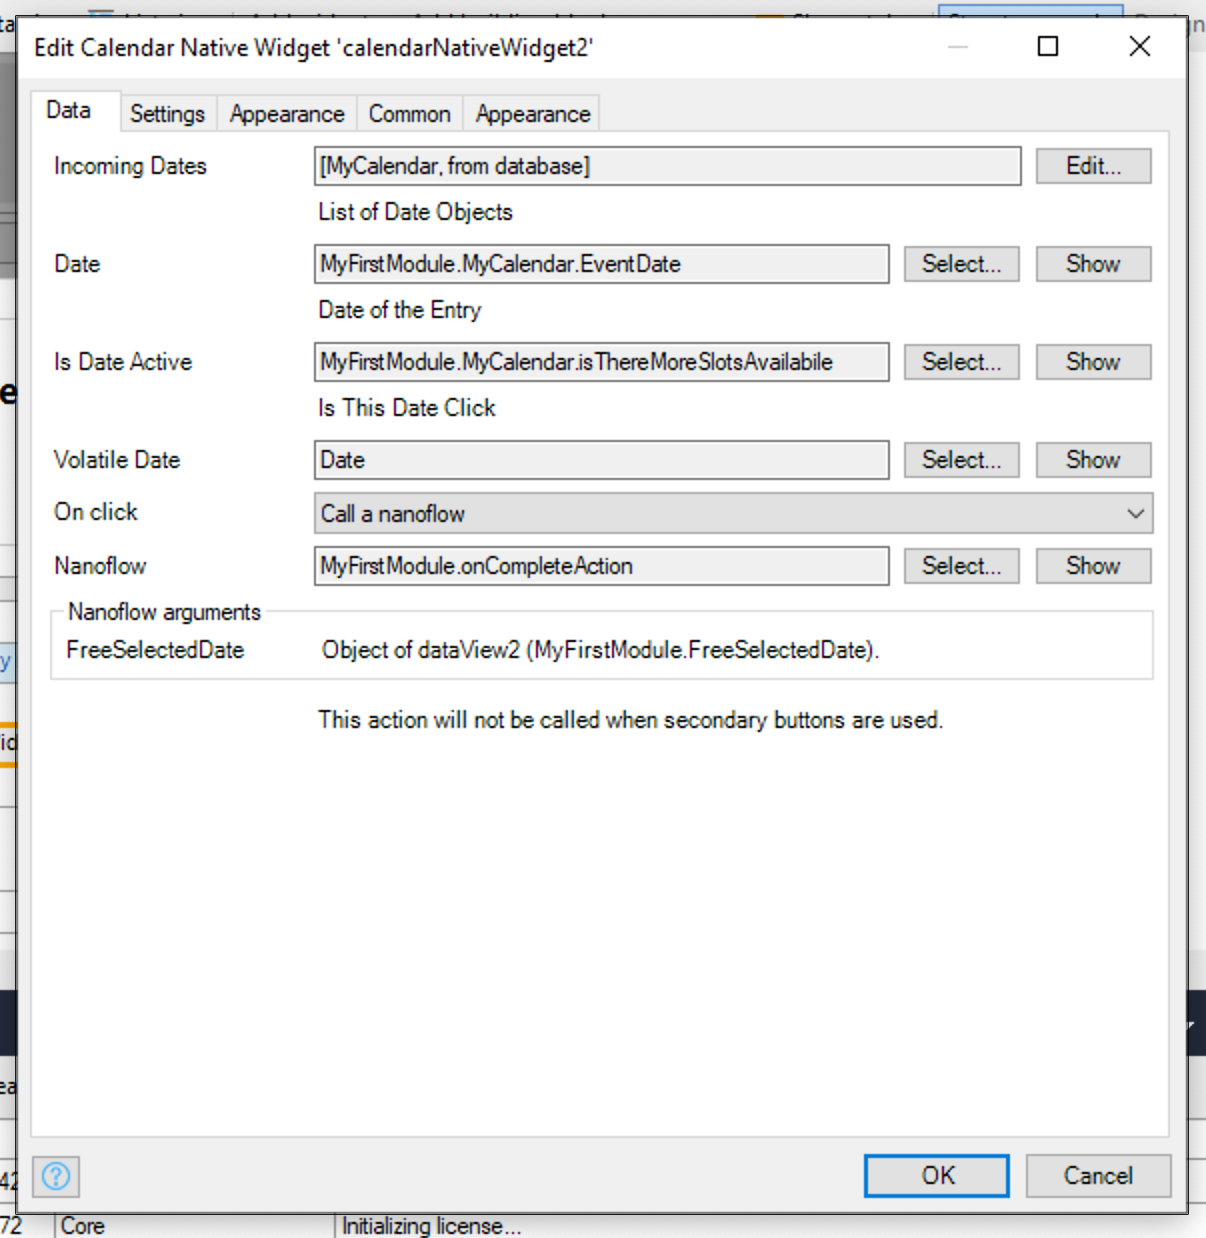 Edit Calendar Native Widget 'calendarNativeWidget2'
Data Settings Appearance Common Appearance
Incoming Dates [MyCalendar, from database] Edit...
List of Date Objects
Date MyFirstModule.MyCalendar.EventDate Select... Show
Date of the Entry
Is Date Active MyFirstModule.MyCalendar.isThereMoreSlotsAvailabile Select... Show
Is This Date Click
Volatile Date Date Select... Show
On click Call a nanoflow
Nanoflow MyFirstModule.onCompleteAction Select... Show
Nanoflow arguments
FreeSelectedDate Object of dataView2 (MyFirstModule.FreeSelectedDate).
This action will not be called when secondary buttons are used.
OK Cancel
72 Core Initializing license...